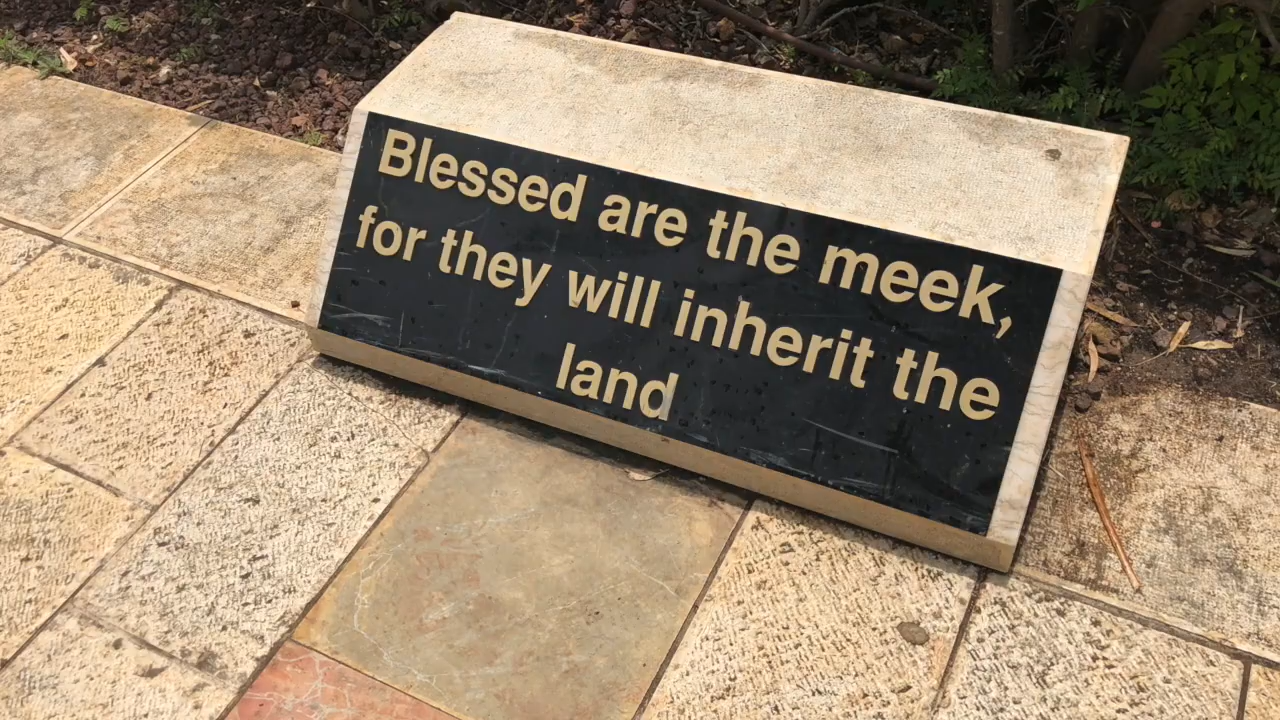 Blessed are the meek,
for they will inherit the
land